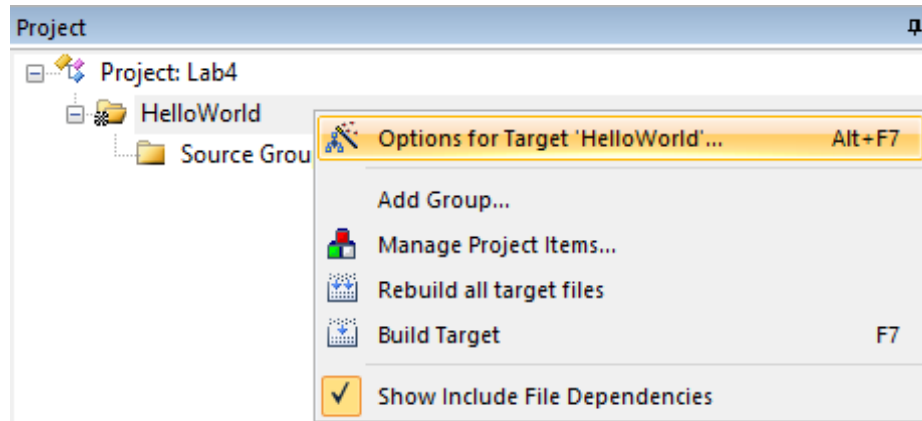 Project
Project: Lab4
HelloWorld
Options for Target 'HelloWorld'... Alt+F7
Source Grou
Add Group...
Manage Project Items...
Rebuild all target files
Build Target F7
Show Include File Dependencies